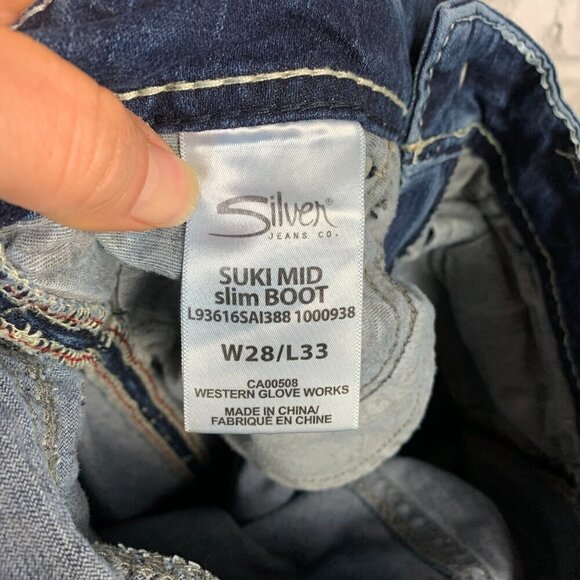 Silver®
JEANS CO.
SUKI MID
slim BOOT
L93616SAI388 1000938
W28/L33
CA00508
WESTERN GLOVE WORKS
MADE IN CHINA/
FABRIQUÉ EN CHINE